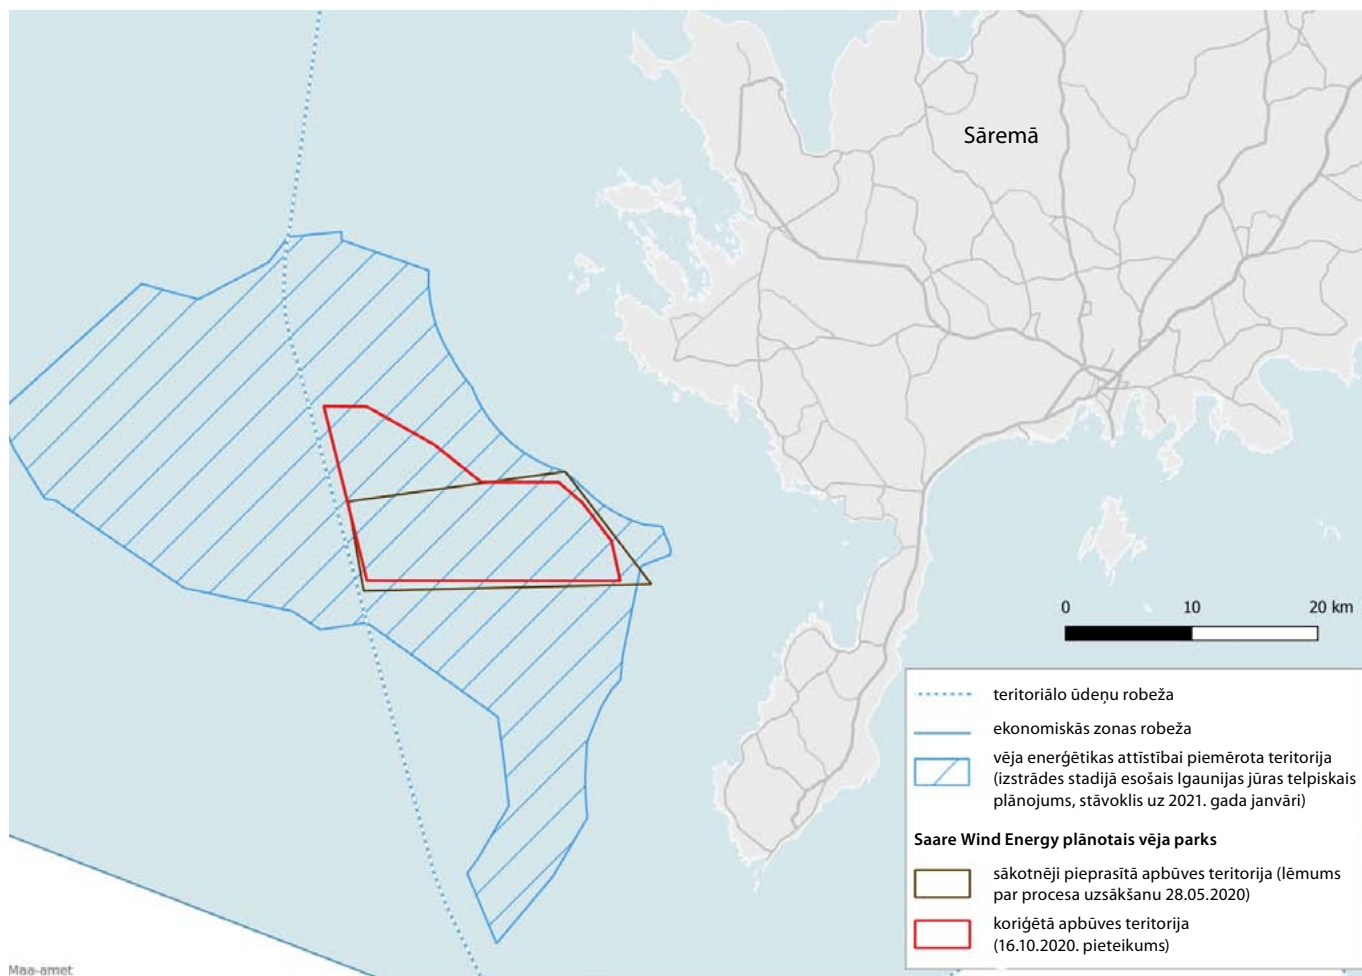 Sāremā
0 10 20 km
teritoriālo ūdeņu robeža
ekonomiskās zonas robeža
vēja enerģētikas attīstībai piemērota teritorija
(izstrādes stadijā esošais Igaunijas jūras telpiskais
plānojums, stāvoklis uz 2021. gada janvāri)
Saare Wind Energy plānotais vēja parks
sākotnēji pieprasītā apbūves teritorija (lēmums
par procesa uzsākšanu 28.05.2020)
koriģētā apbūves teritorija
(16.10.2020. pieteikums)
Maa-amet